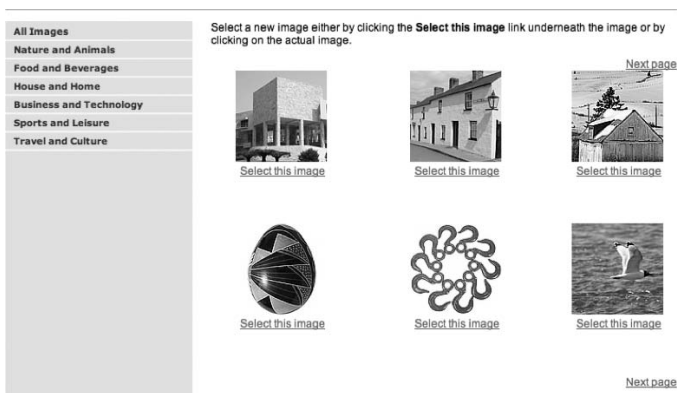 All Images
Nature and Animals
Food and Beverages
House and Home
Business and Technology
Sports and Leisure
Travel and Culture
Select a new image either by clicking the Select this image link underneath the image or by
clicking on the actual image.
Next page
Select this image
Select this image
Select this image
Select this image
Select this image
Select this image
Next page